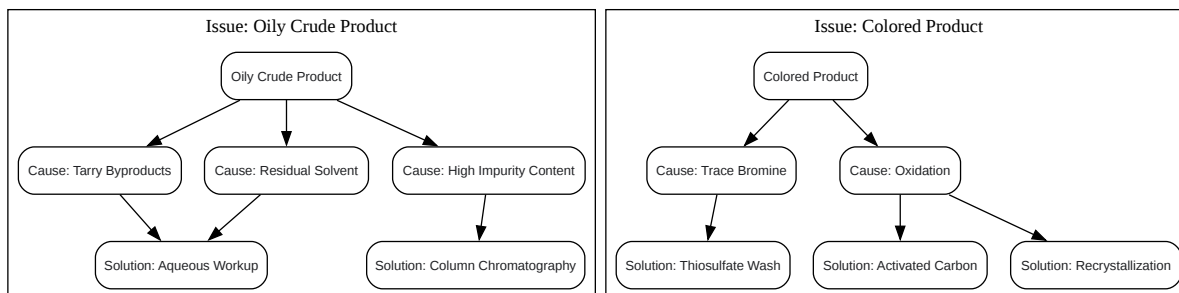 Issue: Oily Crude Product
Oily Crude Product
Cause: Tarry Byproducts
Cause: Residual Solvent
Cause: High Impurity Content
Solution: Aqueous Workup
Solution: Column Chromatography
Issue: Colored Product
Colored Product
Cause: Trace Bromine
Cause: Oxidation
Solution: Thiosulfate Wash
Solution: Activated Carbon
Solution: Recrystallization